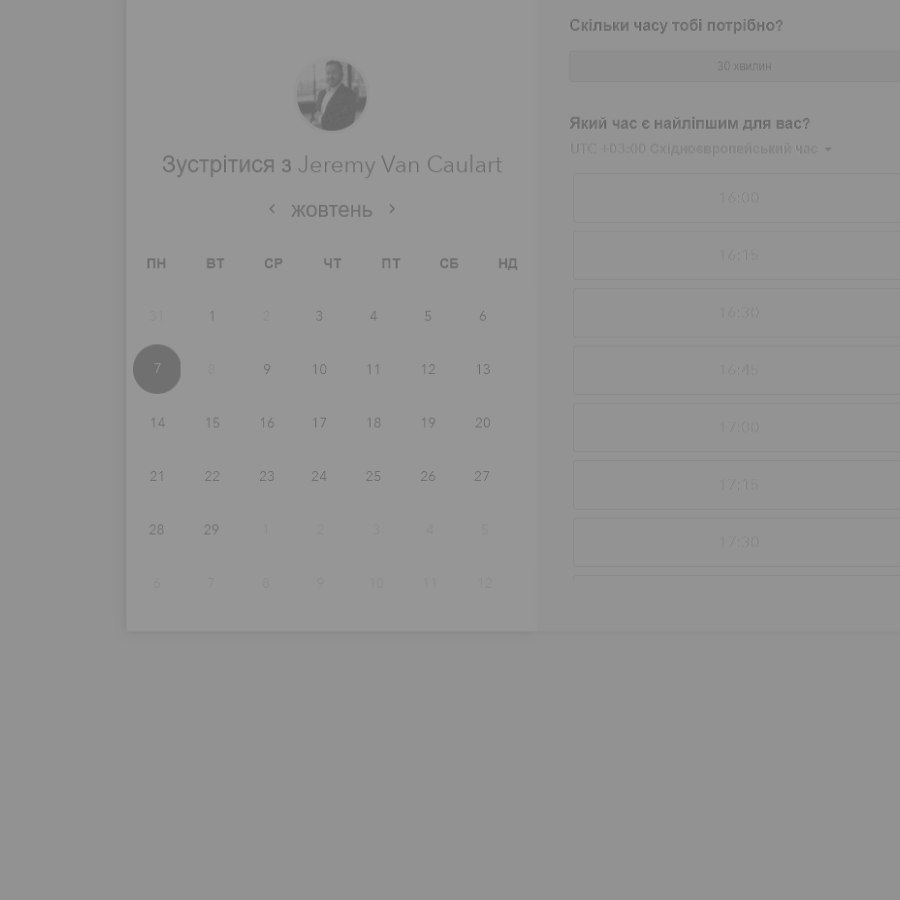 Зустрітися з Jeremy Van Caulart
жовтень
ПН ВТ СР ЧТ ПТ СБ НД
31 1 2 3 4 5 6
7 8 9 10 11 12 13
14 15 16 17 18 19 20
21 22 23 24 25 26 27
28 29 1 2 3 4 5
6 7 8 9 10 11 12
Скільки часу тобі потрібно?
30 хвилин
Який час є найліпшим для вас?
UTC +03:00 Східноєвропейський час
16:00
16:15
16:30
16:45
17:00
17:15
17:30